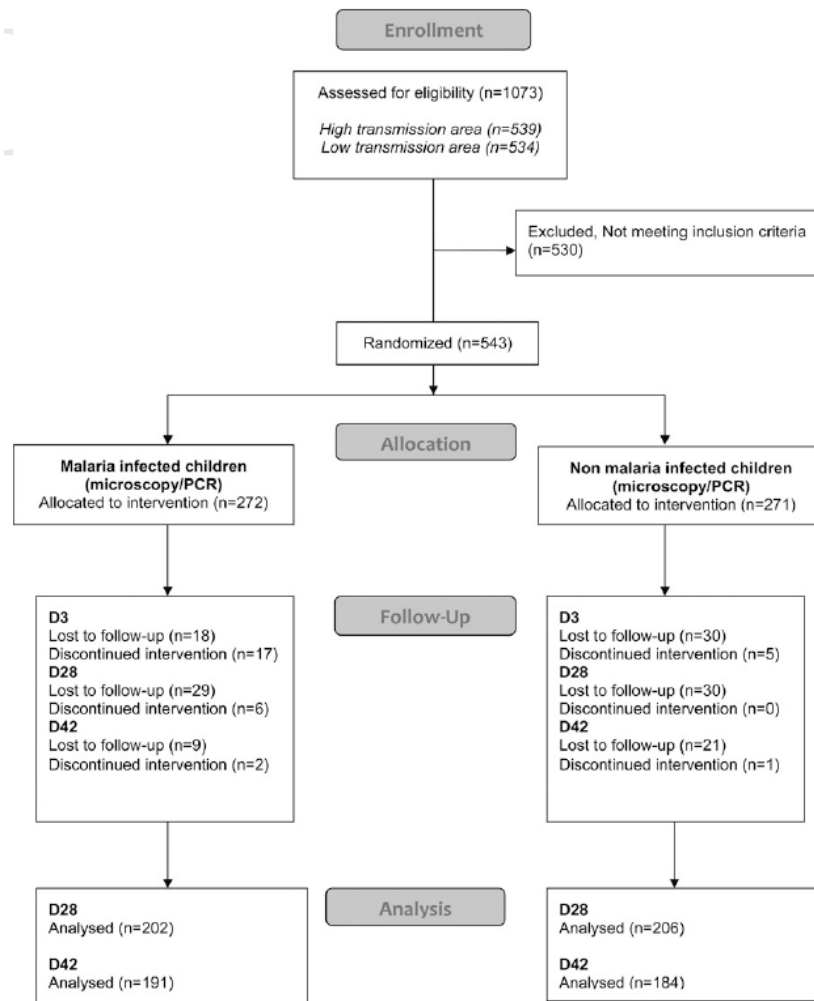 Enrollment
Assessed for eligibility (n=1073)
High transmission area (n=539)
Low transmission area (n=534)
Excluded, Not meeting inclusion criteria
(n=530)
Randomized (n=543)
Allocation
Malaria infected children
(microscopy/PCR)
Allocated to intervention (n=272)
Non malaria infected children
(microscopy/PCR)
Allocated to intervention (n=271)
Follow-Up
D3
Lost to follow-up (n=18)
Discontinued intervention (n=17)
D28
Lost to follow-up (n=29)
Discontinued intervention (n=6)
D42
Lost to follow-up (n=9)
Discontinued intervention (n=2)
D3
Lost to follow-up (n=30)
Discontinued intervention (n=5)
D28
Lost to follow-up (n=30)
Discontinued intervention (n=0)
D42
Lost to follow-up (n=21)
Discontinued intervention (n=1)
Analysis
D28
Analysed (n=202)
D42
Analysed (n=191)
D28
Analysed (n=206)
D42
Analysed (n=184)